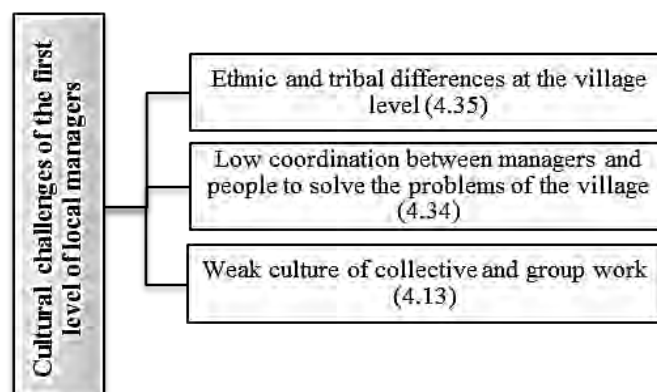 Cultural challenges of the first
level of local managers
Ethnic and tribal differences at the village
level (4.35)
Low coordination between managers and
people to solve the problems of the village
(4.34)
Weak culture of collective and group work
(4.13)